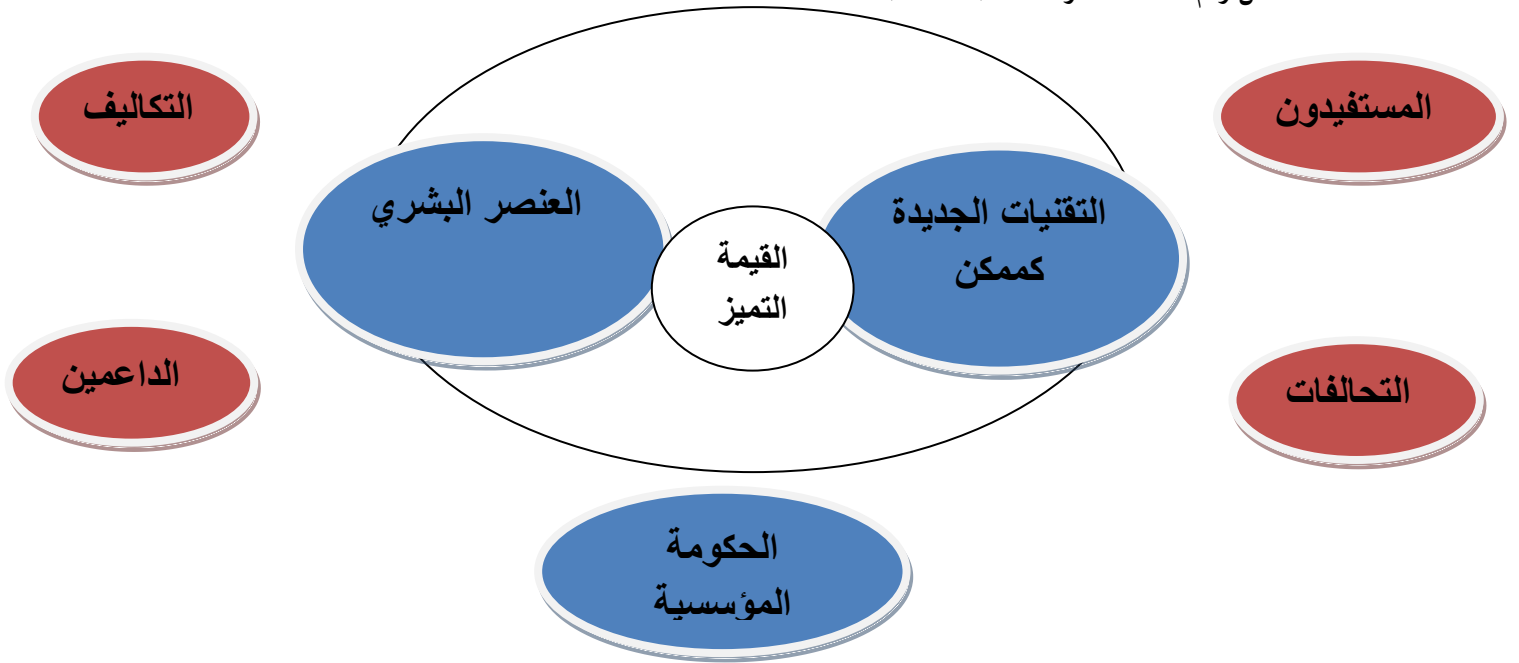 المستفيدون
التكاليف
العنصر البشري
التقنيات الجديدة
كممكن
القيمة
التميز
الداعمين
التحالفات
الحكومة
المؤسسية